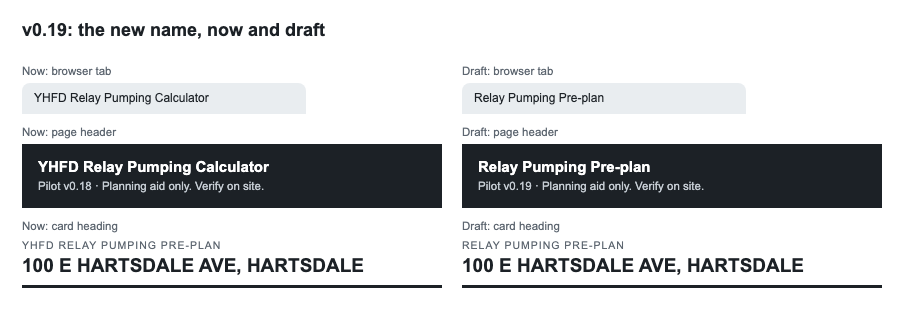 v0.19: the new name, now and draft
Now: browser tab
YHFD Relay Pumping Calculator
Now: page header
YHFD Relay Pumping Calculator
Pilot v0.18 · Planning aid only. Verify on site.
Now: card heading
YHFD RELAY PUMPING PRE-PLAN
100 E HARTSDALE AVE, HARTSDALE
Draft: browser tab
Relay Pumping Pre-plan
Draft: page header
Relay Pumping Pre-plan
Pilot v0.19 · Planning aid only. Verify on site.
Draft: card heading
RELAY PUMPING PRE-PLAN
100 E HARTSDALE AVE, HARTSDALE